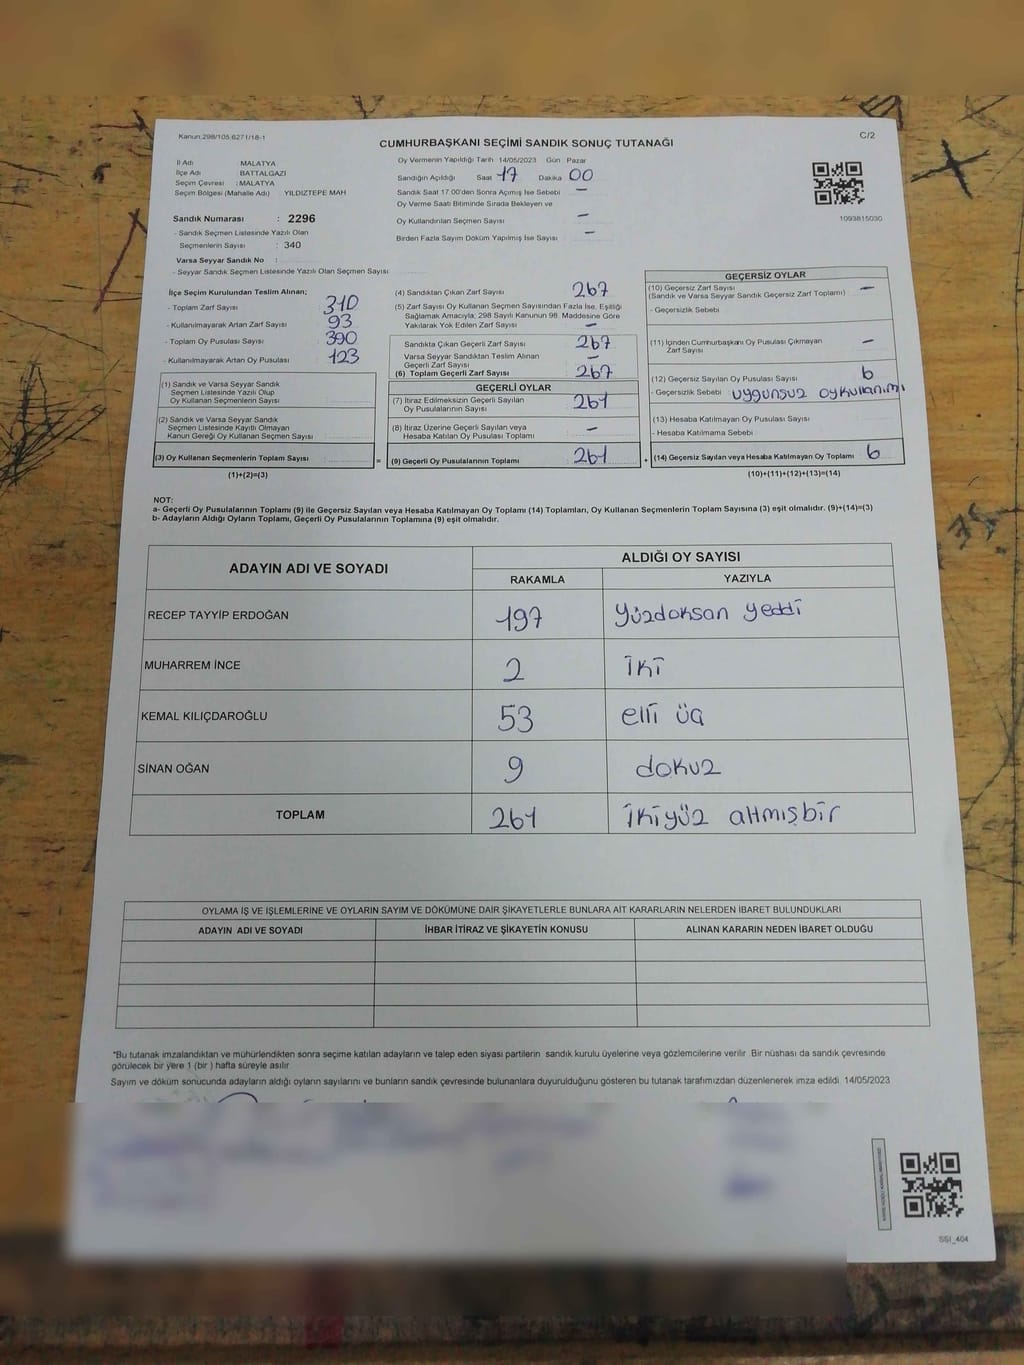 Kanun:298/105 6271/18-1
C/2
CUMHURBAŞKANI SEÇİMİ SANDIK SONUÇ TUTANAĞI
İl Adı : MALATYA
İlçe Adı : BATTALGAZİ
Seçim Çevresi : MALATYA
Seçim Bölgesi (Mahalle Adı) : YILDIZTEPE MAH
Sandık Numarası : 2296
- Sandık Seçmen Listesinde Yazılı Olan
Seçmenlerin Sayısı : 340
Varsa Seyyar Sandık No :
- Seyyar Sandık Seçmen Listesinde Yazılı Olan Seçmen Sayısı
Oy Vermenin Yapıldığı Tarih 14/05/2023 Gün Pazar
Sandığın Açıldığı Saat 17 Dakika 00
Sandık Saat 17.00'den Sonra Açımış İse Sebebi –
Oy Verme Saati Bitiminde Sırada Bekleyen ve
Oy Kullandırılan Seçmen Sayısı –
Birden Fazla Sayım Döküm Yapılmış İse Sayısı –
1093815030
İlçe Seçim Kurulundan Teslim Alınan;
- Toplam Zarf Sayısı 310
- Kullanılmayarak Artan Zarf Sayısı 93
- Toplam Oy Pusulası Sayısı 390
- Kullanılmayarak Artan Oy Pusulası 123
(1) Sandık ve Varsa Seyyar Sandık
Seçmen Listesinde Yazılı Olup
Oy Kullanan Seçmenlerin Sayısı
(2) Sandık ve Varsa Seyyar Sandık
Seçmen Listesinde Kayıtlı Olmayan
Kanun Gereği Oy Kullanan Seçmen Sayısı
(3) Oy Kullanan Seçmenlerin Toplam Sayısı =
(1)+(2)=(3)
(4) Sandıktan Çıkan Zarf Sayısı 267
(5) Zarf Sayısı Oy Kullanan Seçmen Sayısından Fazla İse, Eşitliği
Sağlamak Amacıyla, 298 Sayılı Kanunun 98. Maddesine Göre
Yakılarak Yok Edilen Zarf Sayısı –
Sandıkta Çıkan Geçerli Zarf Sayısı 267
Varsa Seyyar Sandıktan Teslim Alınan
Geçerli Zarf Sayısı –
(6) Toplam Geçerli Zarf Sayısı 267
GEÇERLİ OYLAR
(7) İtiraz Edilmeksizin Geçerli Sayılan
Oy Pusulalarının Sayısı 261
(8) İtiraz Üzerine Geçerli Sayılan veya
Hesaba Katılan Oy Pusulası Toplamı –
(9) Geçerli Oy Pusulalarının Toplamı 261 +
GEÇERSİZ OYLAR
(10) Geçersiz Zarf Sayısı –
(Sandık ve Varsa Seyyar Sandık Geçersiz Zarf Toplamı)
- Geçersizlik Sebebi
(11) İçinden Cumhurbaşkanı Oy Pusulası Çıkmayan
Zarf Sayısı –
(12) Geçersiz Sayılan Oy Pusulası Sayısı 6
- Geçersizlik Sebebi uygunsuz oykullanımı
(13) Hesaba Katılmayan Oy Pusulası Sayısı
- Hesaba Katılmama Sebebi
(14) Geçersiz Sayılan veya Hesaba Katılmayan Oy Toplamı 6
(10)+(11)+(12)+(13)=(14)
NOT:
a- Geçerli Oy Pusulalarının Toplamı (9) ile Geçersiz Sayılan veya Hesaba Katılmayan Oy Toplamı (14) Toplamları, Oy Kullanan Seçmenlerin Toplam Sayısına (3) eşit olmalıdır. (9)+(14)=(3)
b- Adayların Aldığı Oyların Toplamı, Geçerli Oy Pusulalarının Toplamına (9) eşit olmalıdır.
ADAYIN ADI VE SOYADI
ALDIĞI OY SAYISI
RAKAMLA YAZIYLA
RECEP TAYYİP ERDOĞAN 197 Yüzdoksan yeddi
MUHARREM İNCE 2 iki
KEMAL KILIÇDAROĞLU 53 elli üç
SİNAN OĞAN 9 dokuz
TOPLAM 261 ikiyüz altmışbir
OYLAMA İŞ VE İŞLEMLERİNE VE OYLARIN SAYIM VE DÖKÜMÜNE DAİR ŞİKAYETLERLE BUNLARA AİT KARARLARIN NELERDEN İBARET BULUNDUKLARI
ADAYIN ADI VE SOYADI İHBAR İTİRAZ VE ŞİKAYETİN KONUSU ALINAN KARARIN NEDEN İBARET OLDUĞU
*Bu tutanak imzalandıktan ve mühürlendikten sonra seçime katılan adayların ve talep eden siyasi partilerin sandık kurulu üyelerine veya gözlemcilerine verilir. Bir nüshası da sandık çevresinde
görülecek bir yere 1 (bir ) hafta süreyle asılır.
Sayım ve döküm sonucunda adayların aldığı oyların sayılarını ve bunların sandık çevresinde bulunanlara duyurulduğunu gösteren bu tutanak tarafımızdan düzenlenerek imza edildi. 14/05/2023
SSI_404